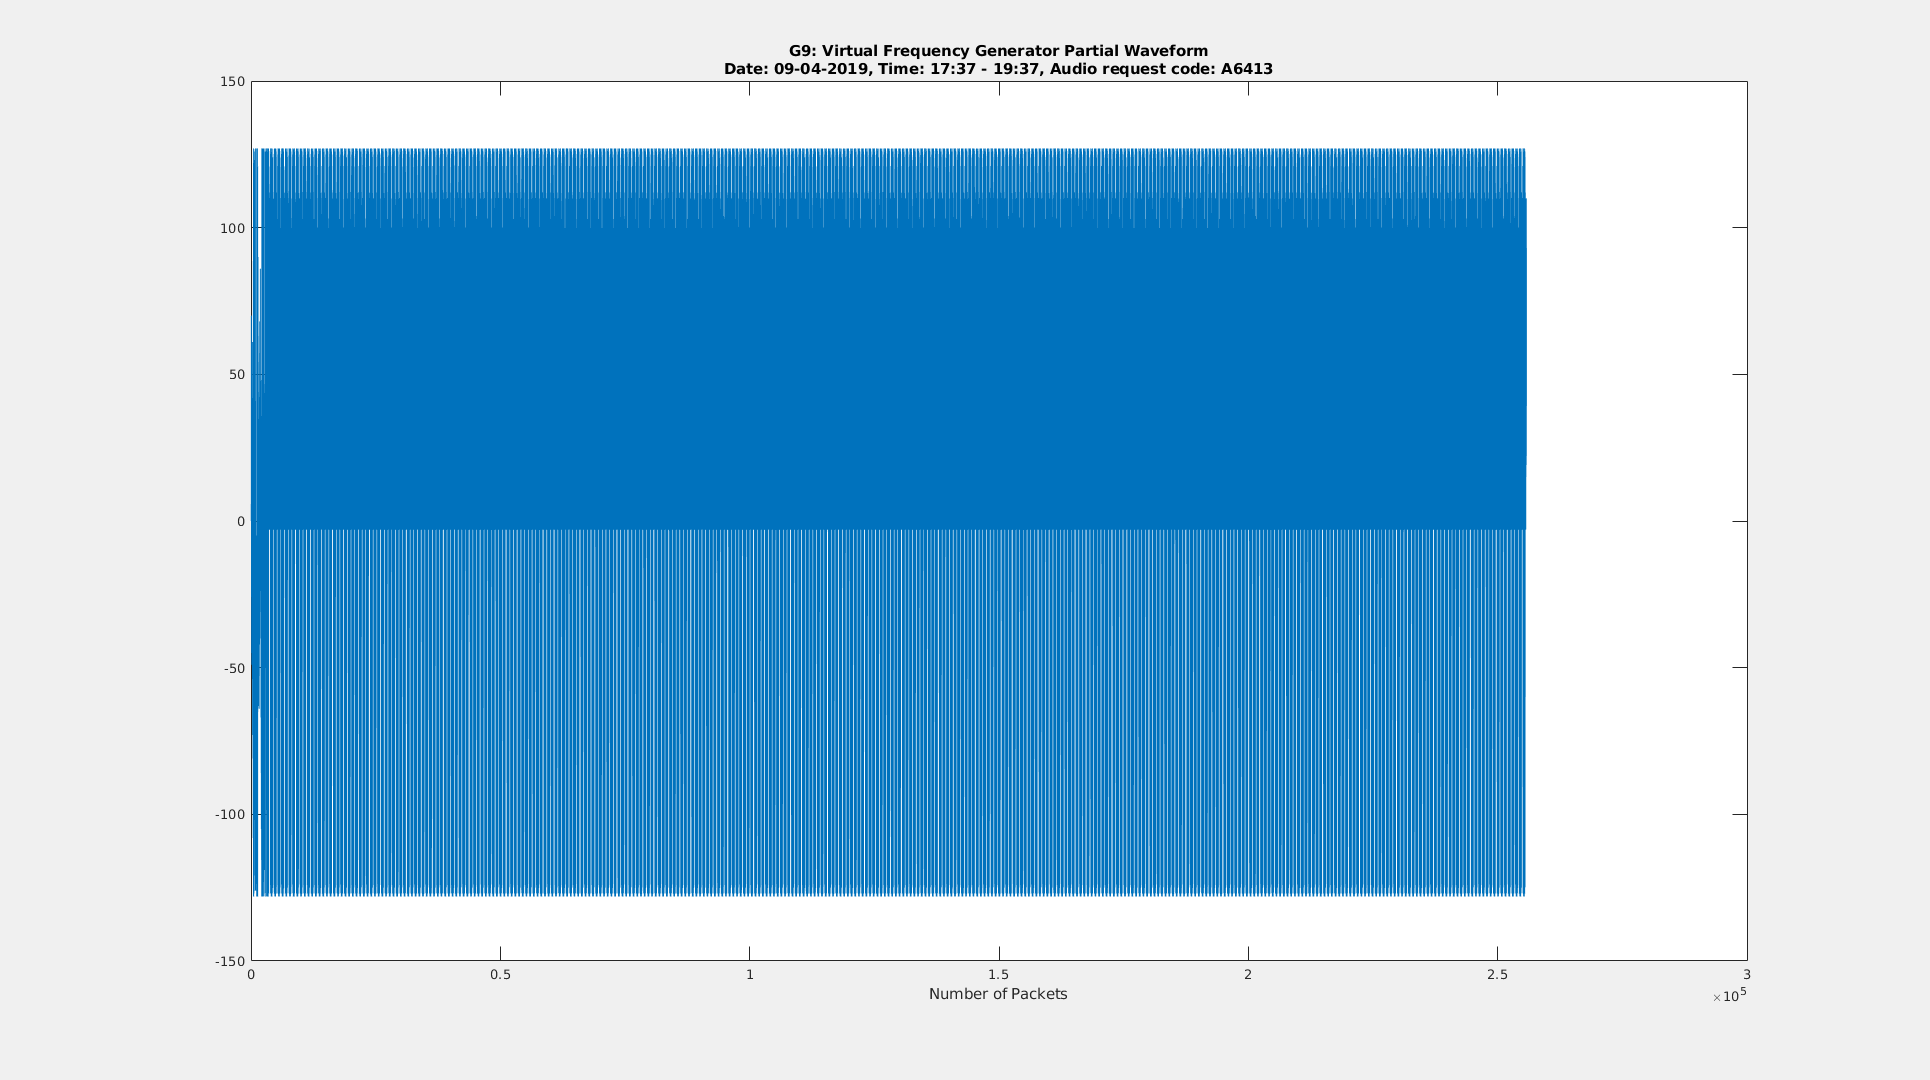 G9: Virtual Frequency Generator Partial Waveform
Date: 09-04-2019, Time: 17:37 - 19:37, Audio request code: A6413
150
100
50
0
-50
-100
-150
0 0.5 1 1.5 2 2.5 3
Number of Packets
×10^5